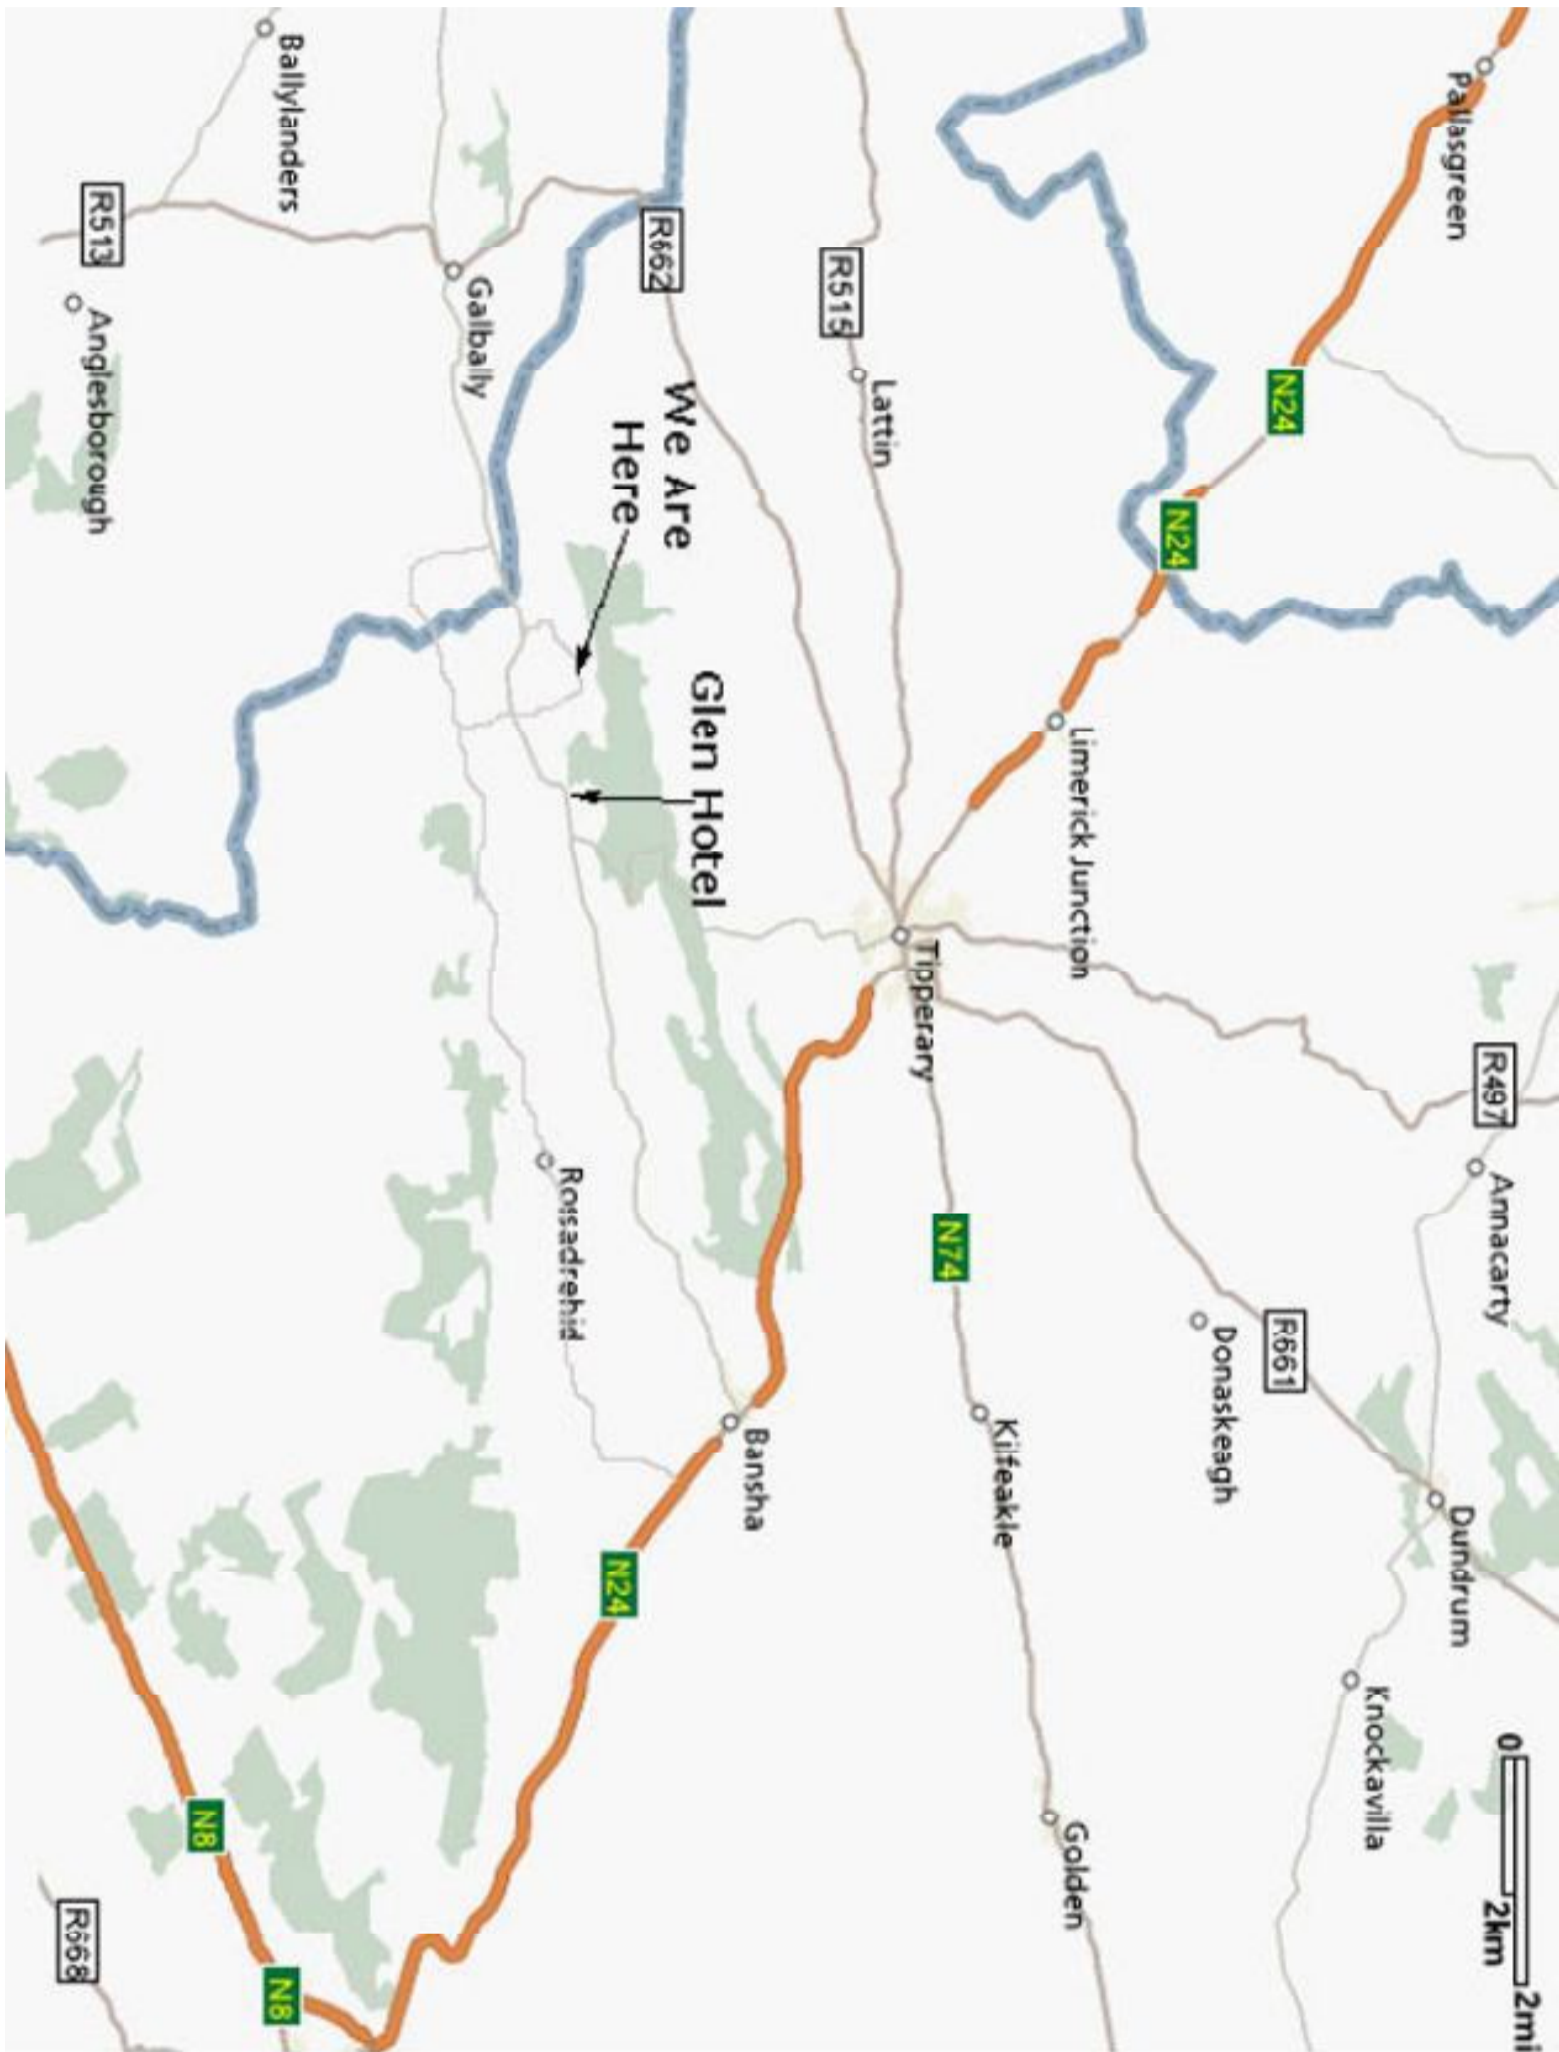 Pallasgreen
N24
N24
Limerick Junction
R497
Annacarty
R661
Donaskeagh
Dundrum
Knockavilla
0
2km
2mi
R515
Lattin
Tipperary
N74
Kilfeakle
Golden
R662
We Are
Here
Glen Hotel
Bansha
N24
Ballylanders
R513
Galbally
Anglesborough
Rossadrehid
N8
N8
R668